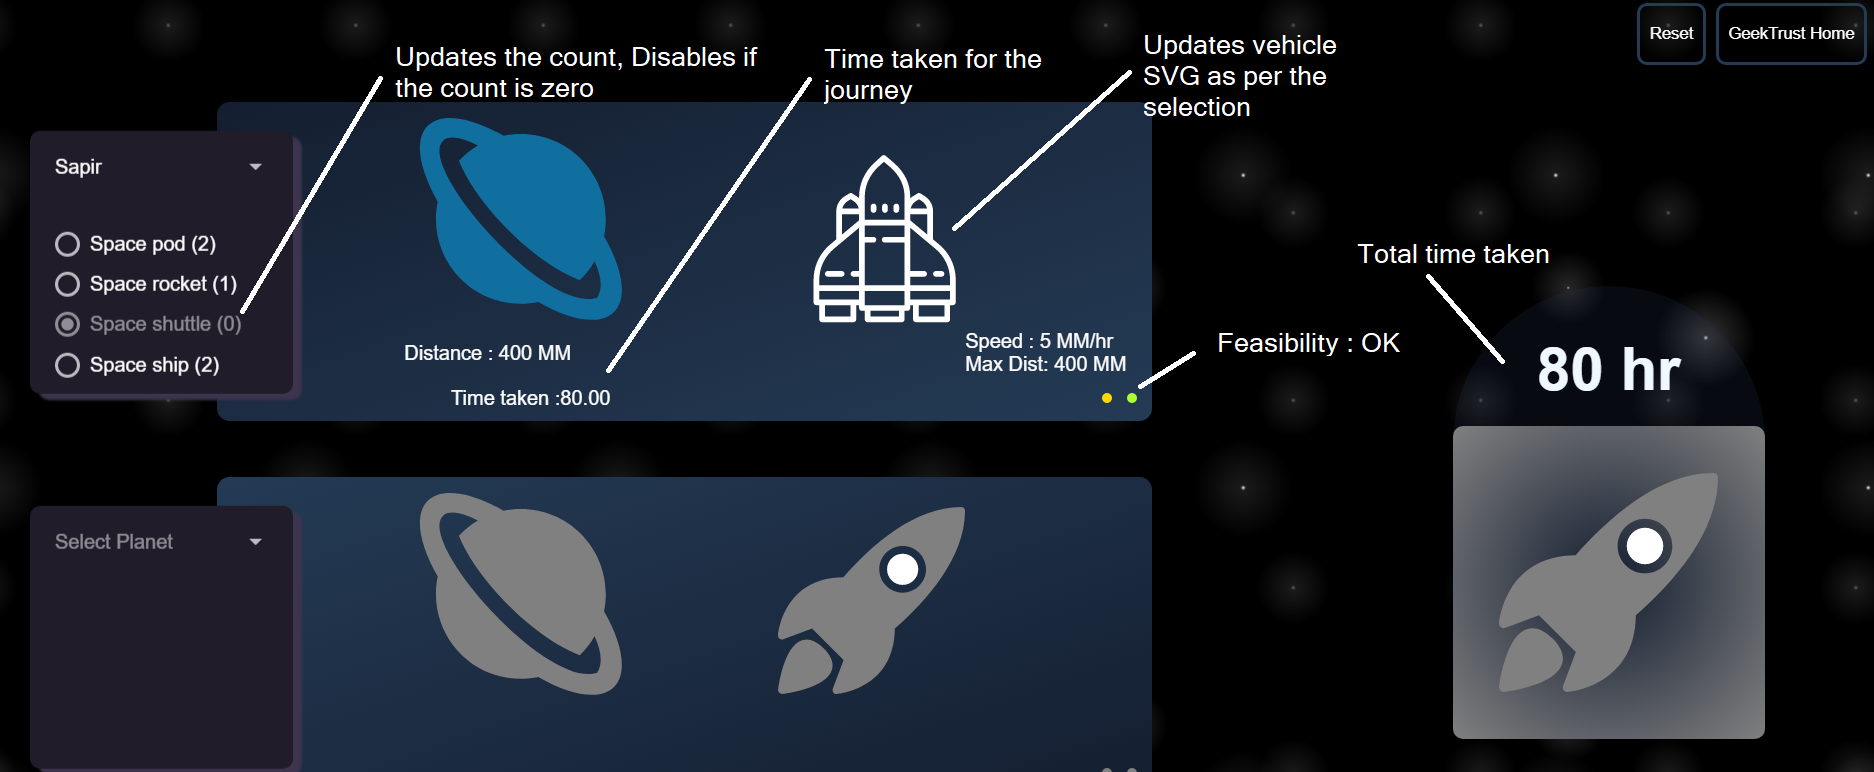 Reset
GeekTrust Home
Updates the count, Disables if
the count is zero
Time taken for the
journey
Updates vehicle
SVG as per the
selection
Sapir
Space pod (2)
Space rocket (1)
Space shuttle (0)
Space ship (2)
Distance : 400 MM
Time taken :80.00
Speed : 5 MM/hr
Max Dist: 400 MM
Feasibility : OK
Total time taken
80 hr
Select Planet